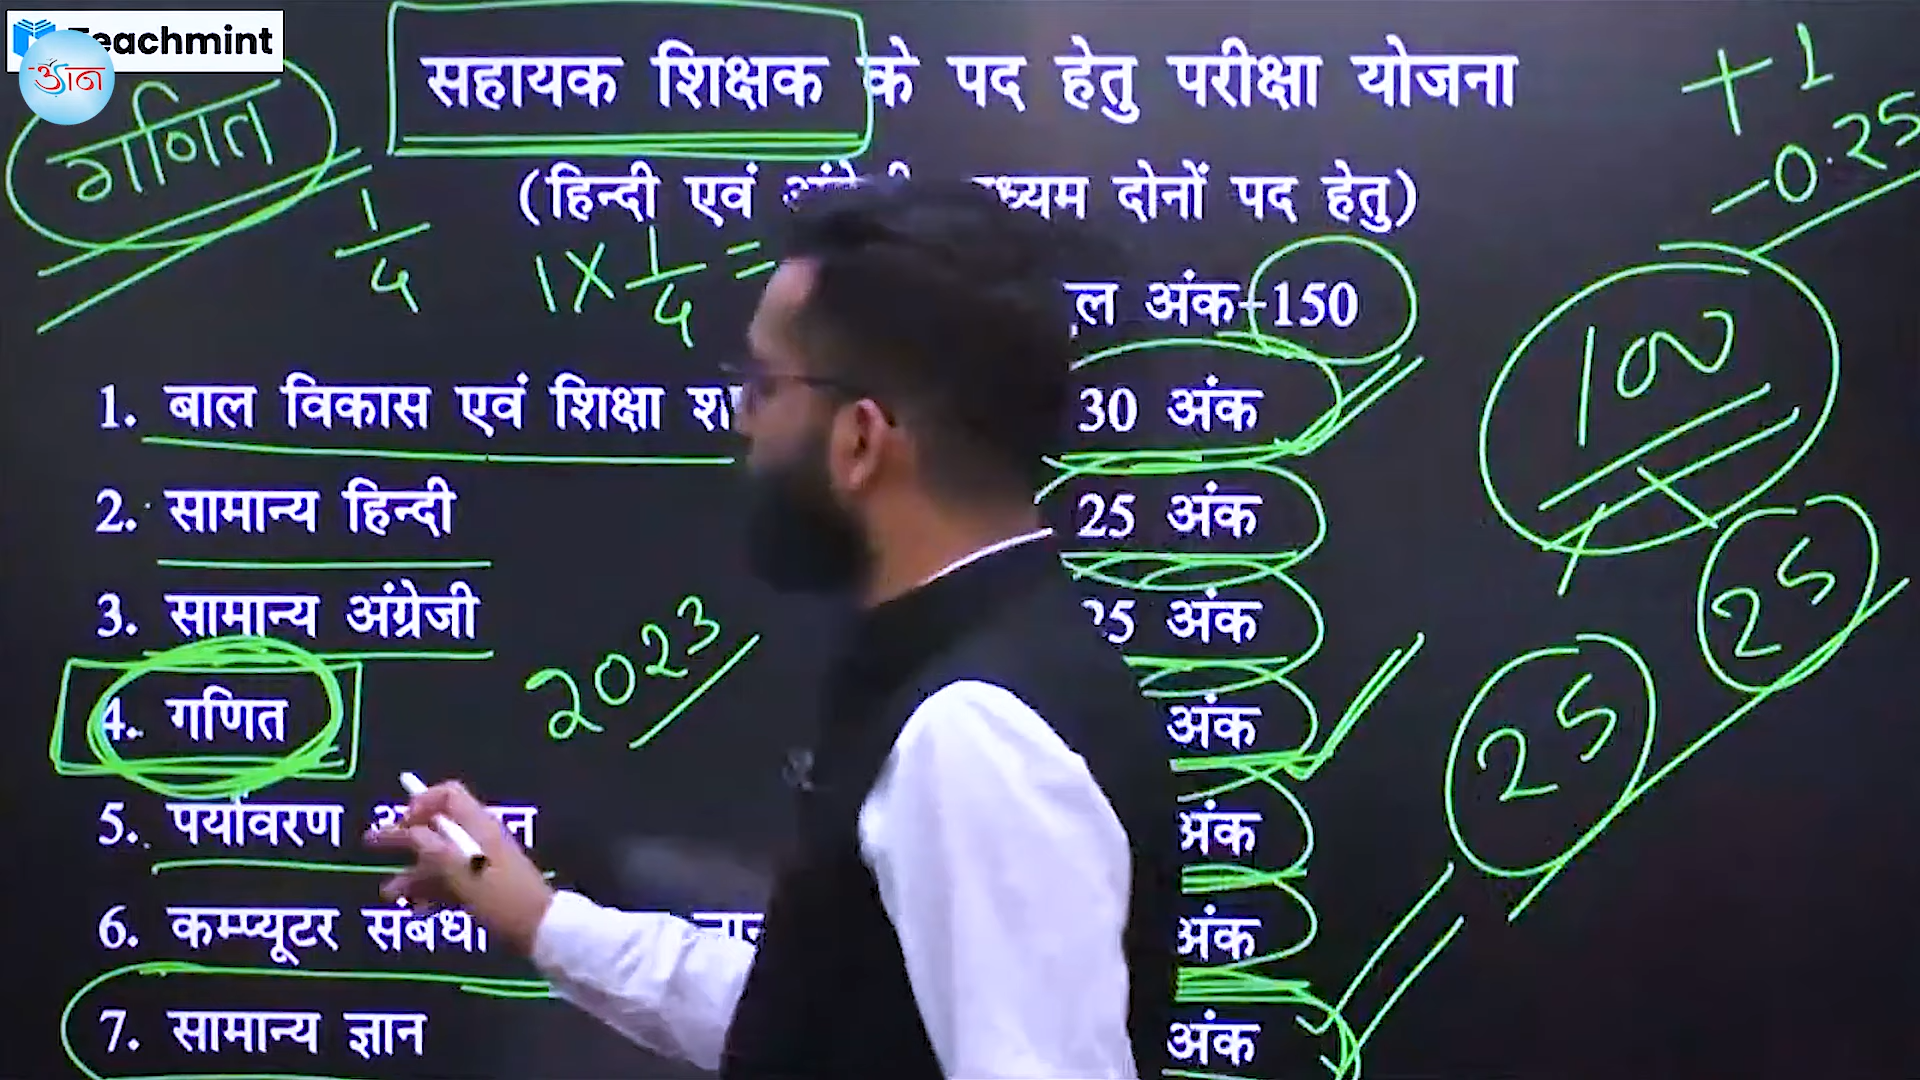 Teachmint
ज्ञान
सहायक शिक्षक के पद हेतु परीक्षा योजना
+1
-0.25
गणित
(हिन्दी एवं दोनों पद हेतु)
1/4
1 X 1/4 =
अंक-150
100
1. बाल विकास एवं शिक्षा 30 अंक
2. सामान्य हिन्दी 25 अंक
3. सामान्य अंग्रेजी 25 अंक
25
2023
4. गणित अंक
25
5. पर्यावरण अंक
6. कम्प्यूटर अंक
7. सामान्य ज्ञान अंक